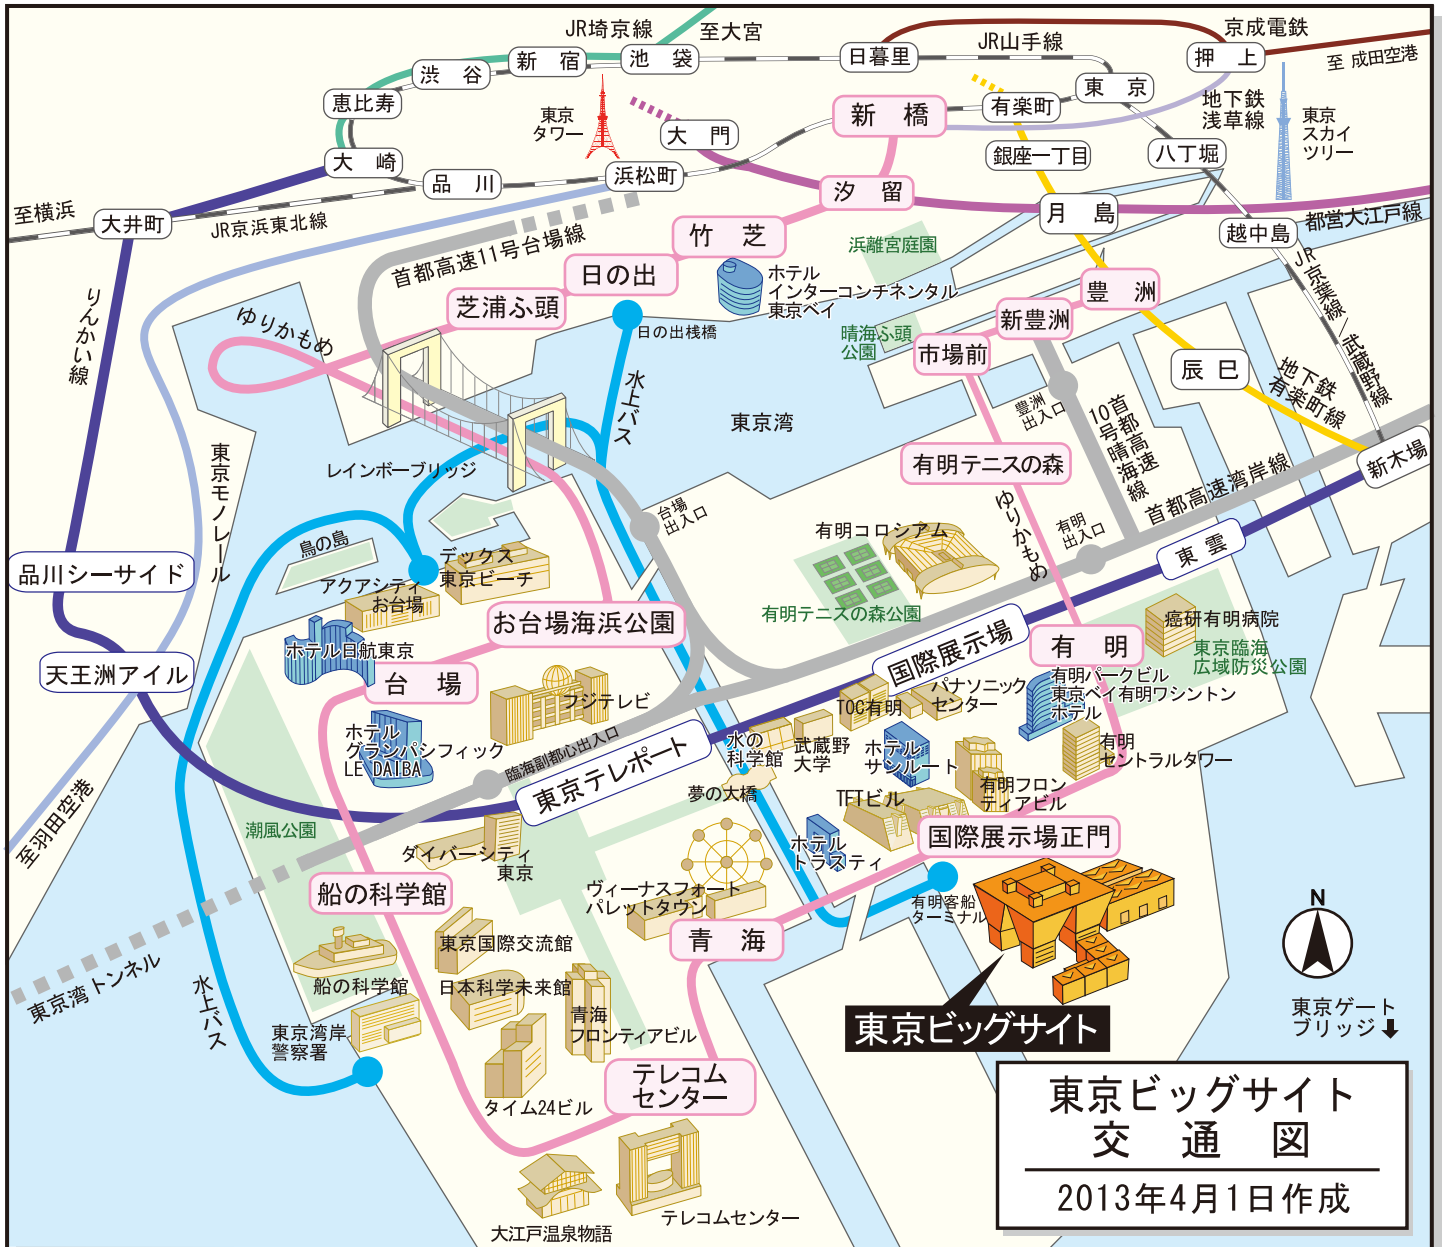 JR埼京線
至大宮
京成電鉄
JR山手線
至 成田空港
新宿
池袋
日暮里
押上
渋谷
恵比寿
東京
タワー
大門
新橋
有楽町
東京
地下鉄
浅草線
東京
スカイ
ツリー
大崎
品川
浜松町
銀座一丁目
八丁堀
汐留
月島
至横浜
大井町
JR京浜東北線
越中島
都営大江戸線
首都高速11号台場線
竹芝
浜離宮庭園
日の出
ホテル
インターコンチネンタル
東京ベイ
JR京葉線/武蔵野線
芝浦ふ頭
豊洲
新豊洲
りんかい線
ゆりかもめ
日の出桟橋
晴海ふ頭
公園
市場前
辰巳
地下鉄
有楽町線
水上バス
東京湾
豊洲
出入口
首都高速
10号晴海線
東京モノレール
レインボーブリッジ
有明テニスの森
新木場
首都高速湾岸線
ゆりかもめ
台場
出入口
有明コロシアム
有明
出入口
東雲
鳥の島
デックス
東京ビーチ
品川シーサイド
アクアシティ
お台場
有明テニスの森公園
お台場海浜公園
国際展示場
有明
癌研有明病院
東京臨海
広域防災公園
ホテル日航東京
天王洲アイル
台場
フジテレビ
パナソニック
センター
有明パークビル
東京ベイ有明ワシントン
ホテル
TOC有明
ホテル
グランパシフィック
LE DAIBA
臨海副都心出入口
水の
科学館
武蔵野
大学
ホテル
サンルート
有明
セントラルタワー
東京テレポート
夢の大橋
有明フロン
ティアビル
TFTビル
至羽田空港
潮風公園
ダイバーシティ
東京
ホテル
トラスティ
国際展示場正門
船の科学館
ヴィーナスフォート
パレットタウン
有明客船
ターミナル
青海
東京国際交流館
東京湾トンネル
水上バス
船の科学館
日本科学未来館
青海
フロンティアビル
東京湾岸
警察署
N
東京ゲート
ブリッジ
東京ビッグサイト
テレコム
センター
タイム24ビル
大江戸温泉物語
テレコムセンター
東京ビッグサイト
交通図
2013年4月1日作成